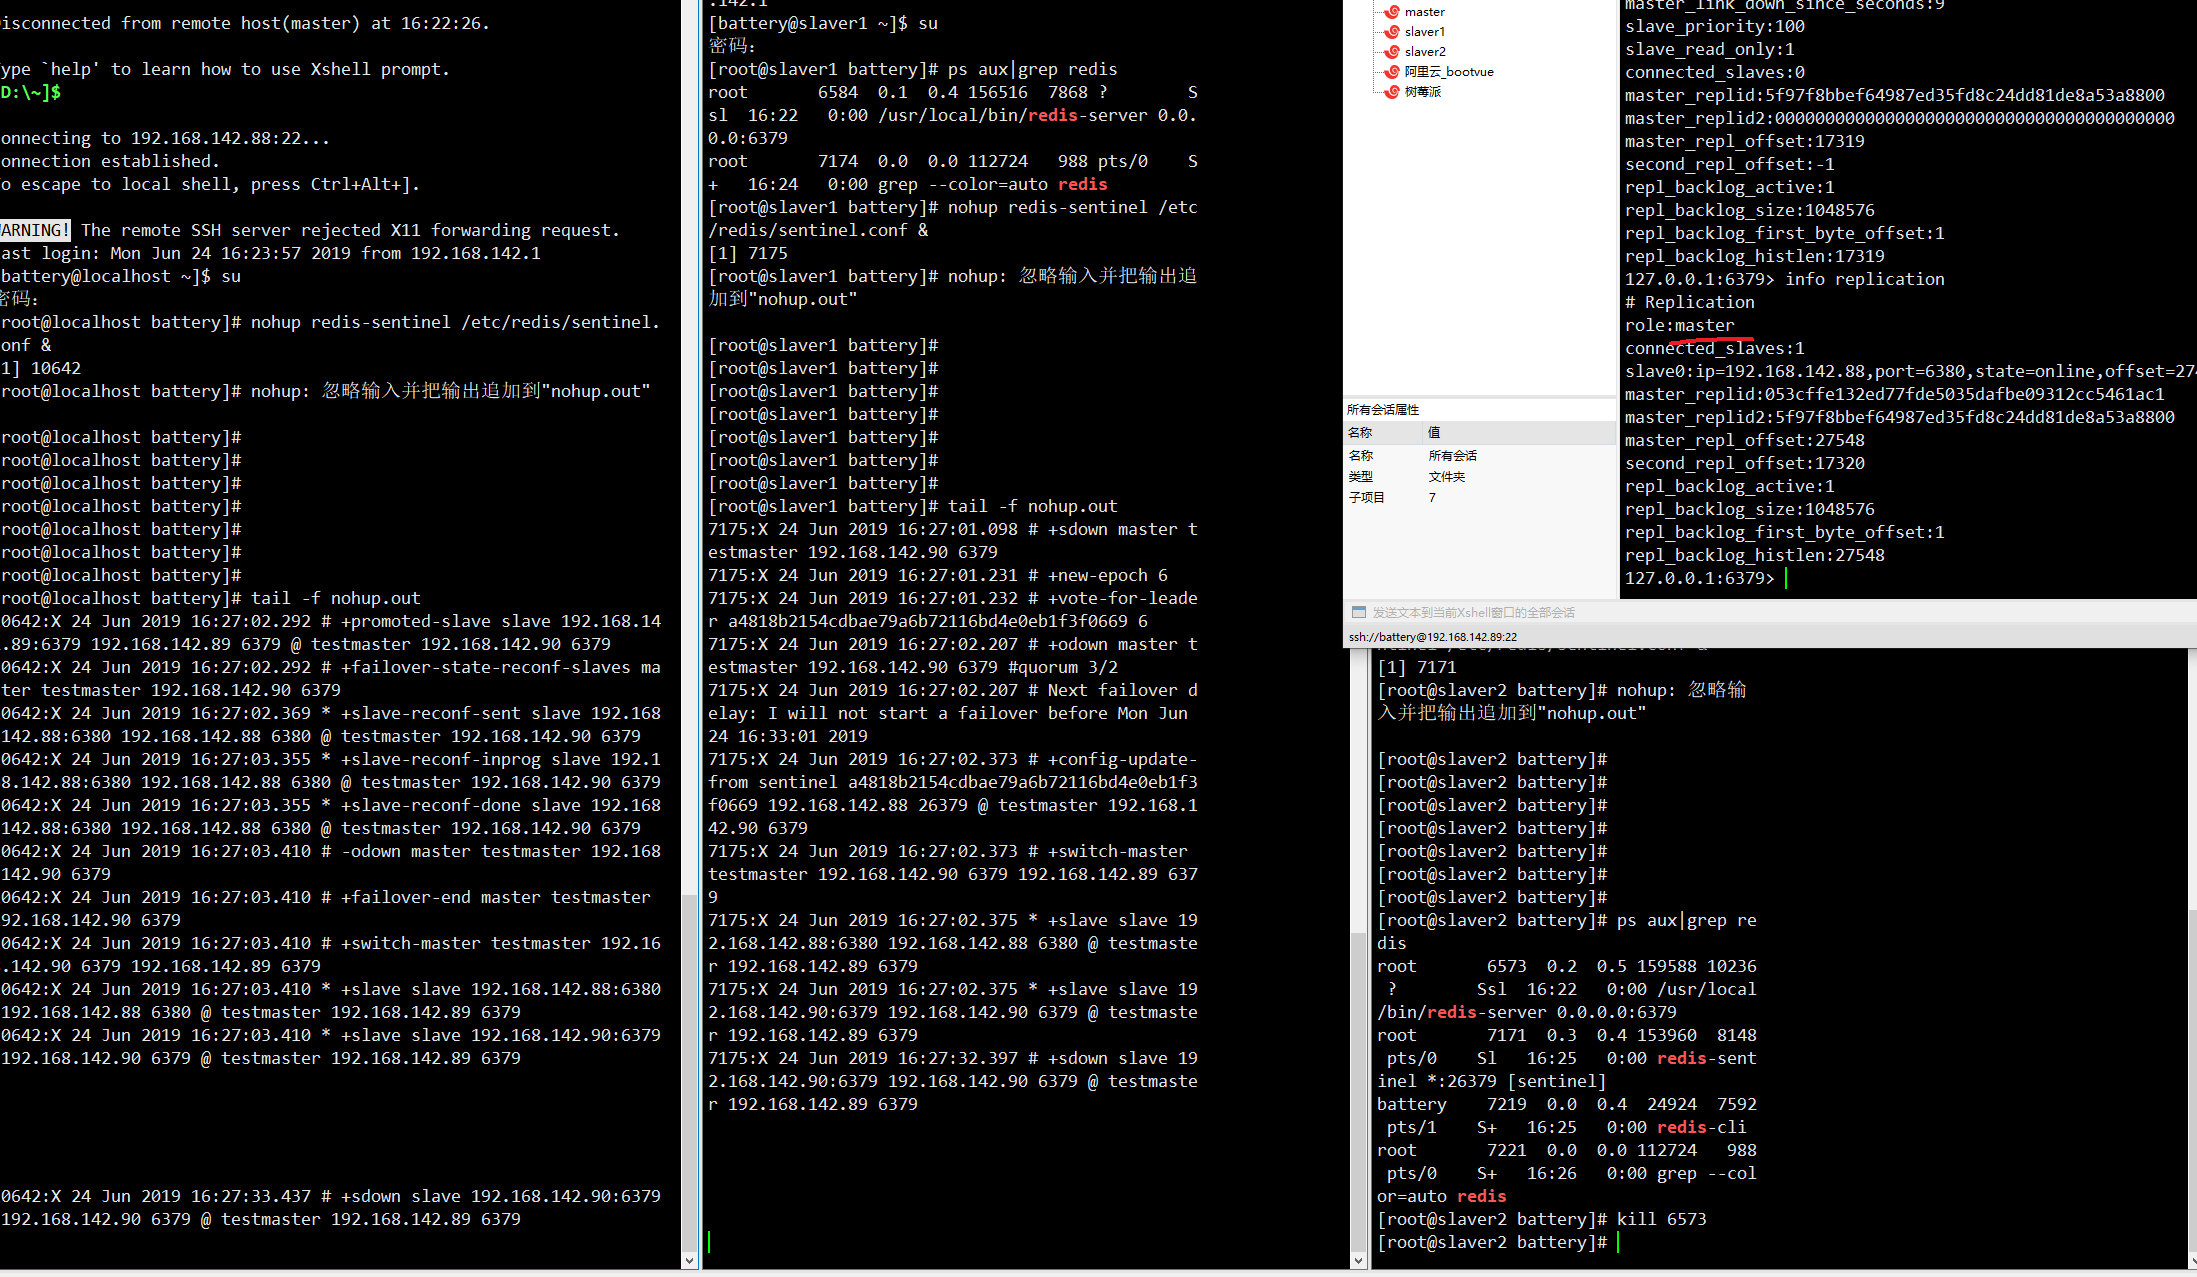 isconnected from remote host(master) at 16:22:26.
ype `help' to learn how to use Xshell prompt.
D:\~]$
onnecting to 192.168.142.88:22...
onnection established.
o escape to local shell, press Ctrl+Alt+].
ARNING! The remote SSH server rejected X11 forwarding request.
ast login: Mon Jun 24 16:23:57 2019 from 192.168.142.1
battery@localhost ~]$ su
密码：
root@localhost battery]# nohup redis-sentinel /etc/redis/sentinel.
onf &
1] 10642
root@localhost battery]# nohup: 忽略输入并把输出追加到"nohup.out"
root@localhost battery]#
root@localhost battery]#
root@localhost battery]#
root@localhost battery]#
root@localhost battery]#
root@localhost battery]#
root@localhost battery]#
root@localhost battery]# tail -f nohup.out
0642:X 24 Jun 2019 16:27:02.292 # +promoted-slave slave 192.168.14
.89:6379 192.168.142.89 6379 @ testmaster 192.168.142.90 6379
0642:X 24 Jun 2019 16:27:02.292 # +failover-state-reconf-slaves ma
ter testmaster 192.168.142.90 6379
0642:X 24 Jun 2019 16:27:02.369 * +slave-reconf-sent slave 192.168
142.88:6380 192.168.142.88 6380 @ testmaster 192.168.142.90 6379
0642:X 24 Jun 2019 16:27:03.355 * +slave-reconf-inprog slave 192.1
8.142.88:6380 192.168.142.88 6380 @ testmaster 192.168.142.90 6379
0642:X 24 Jun 2019 16:27:03.355 * +slave-reconf-done slave 192.168
142.88:6380 192.168.142.88 6380 @ testmaster 192.168.142.90 6379
0642:X 24 Jun 2019 16:27:03.410 # -odown master testmaster 192.168
142.90 6379
0642:X 24 Jun 2019 16:27:03.410 # +failover-end master testmaster
92.168.142.90 6379
0642:X 24 Jun 2019 16:27:03.410 # +switch-master testmaster 192.16
.142.90 6379 192.168.142.89 6379
0642:X 24 Jun 2019 16:27:03.410 * +slave slave 192.168.142.88:6380
192.168.142.88 6380 @ testmaster 192.168.142.89 6379
0642:X 24 Jun 2019 16:27:03.410 * +slave slave 192.168.142.90:6379
192.168.142.90 6379 @ testmaster 192.168.142.89 6379
0642:X 24 Jun 2019 16:27:33.437 # +sdown slave 192.168.142.90:6379
192.168.142.90 6379 @ testmaster 192.168.142.89 6379
.142.1
[battery@slaver1 ~]$ su
密码：
[root@slaver1 battery]# ps aux|grep redis
root 6584 0.1 0.4 156516 7868 ? S
sl 16:22 0:00 /usr/local/bin/redis-server 0.0.
0.0:6379
root 7174 0.0 0.0 112724 988 pts/0 S
+ 16:24 0:00 grep --color=auto redis
[root@slaver1 battery]# nohup redis-sentinel /etc
/redis/sentinel.conf &
[1] 7175
[root@slaver1 battery]# nohup: 忽略输入并把输出追
加到"nohup.out"
[root@slaver1 battery]#
[root@slaver1 battery]#
[root@slaver1 battery]#
[root@slaver1 battery]#
[root@slaver1 battery]#
[root@slaver1 battery]#
[root@slaver1 battery]#
[root@slaver1 battery]# tail -f nohup.out
7175:X 24 Jun 2019 16:27:01.098 # +sdown master t
estmaster 192.168.142.90 6379
7175:X 24 Jun 2019 16:27:01.231 # +new-epoch 6
7175:X 24 Jun 2019 16:27:01.232 # +vote-for-leade
r a4818b2154cdbae79a6b72116bd4e0eb1f3f0669 6
7175:X 24 Jun 2019 16:27:02.207 # +odown master t
estmaster 192.168.142.90 6379 #quorum 3/2
7175:X 24 Jun 2019 16:27:02.207 # Next failover d
elay: I will not start a failover before Mon Jun
24 16:33:01 2019
7175:X 24 Jun 2019 16:27:02.373 # +config-update-
from sentinel a4818b2154cdbae79a6b72116bd4e0eb1f3
f0669 192.168.142.88 26379 @ testmaster 192.168.1
42.90 6379
7175:X 24 Jun 2019 16:27:02.373 # +switch-master
testmaster 192.168.142.90 6379 192.168.142.89 637
9
7175:X 24 Jun 2019 16:27:02.375 * +slave slave 19
2.168.142.88:6380 192.168.142.88 6380 @ testmaste
r 192.168.142.89 6379
7175:X 24 Jun 2019 16:27:02.375 * +slave slave 19
2.168.142.90:6379 192.168.142.90 6379 @ testmaste
r 192.168.142.89 6379
7175:X 24 Jun 2019 16:27:32.397 # +sdown slave 19
2.168.142.90:6379 192.168.142.90 6379 @ testmaste
r 192.168.142.89 6379
master
slaver1
slaver2
阿里云_bootvue
树莓派
所有会话属性
名称 值
名称 所有会话
类型 文件夹
子项目 7
master_link_down_since_seconds:9
slave_priority:100
slave_read_only:1
connected_slaves:0
master_replid:5f97f8bbef64987ed35fd8c24dd81de8a53a8800
master_replid2:0000000000000000000000000000000000000000
master_repl_offset:17319
second_repl_offset:-1
repl_backlog_active:1
repl_backlog_size:1048576
repl_backlog_first_byte_offset:1
repl_backlog_histlen:17319
127.0.0.1:6379> info replication
# Replication
role:master
connected_slaves:1
slave0:ip=192.168.142.88,port=6380,state=online,offset=274
master_replid:053cffe132ed77fde5035dafbe09312cc5461ac1
master_replid2:5f97f8bbef64987ed35fd8c24dd81de8a53a8800
master_repl_offset:27548
second_repl_offset:17320
repl_backlog_active:1
repl_backlog_size:1048576
repl_backlog_first_byte_offset:1
repl_backlog_histlen:27548
127.0.0.1:6379>
发送文本到当前Xshell窗口的全部会话
ssh://battery@192.168.142.89:22
[1] 7171
[root@slaver2 battery]# nohup: 忽略输
入并把输出追加到"nohup.out"
[root@slaver2 battery]#
[root@slaver2 battery]#
[root@slaver2 battery]#
[root@slaver2 battery]#
[root@slaver2 battery]#
[root@slaver2 battery]#
[root@slaver2 battery]#
[root@slaver2 battery]# ps aux|grep re
dis
root 6573 0.2 0.5 159588 10236
? Ssl 16:22 0:00 /usr/local
/bin/redis-server 0.0.0.0:6379
root 7171 0.3 0.4 153960 8148
pts/0 Sl 16:25 0:00 redis-sent
inel *:26379 [sentinel]
battery 7219 0.0 0.4 24924 7592
pts/1 S+ 16:25 0:00 redis-cli
root 7221 0.0 0.0 112724 988
pts/0 S+ 16:26 0:00 grep --col
or=auto redis
[root@slaver2 battery]# kill 6573
[root@slaver2 battery]#